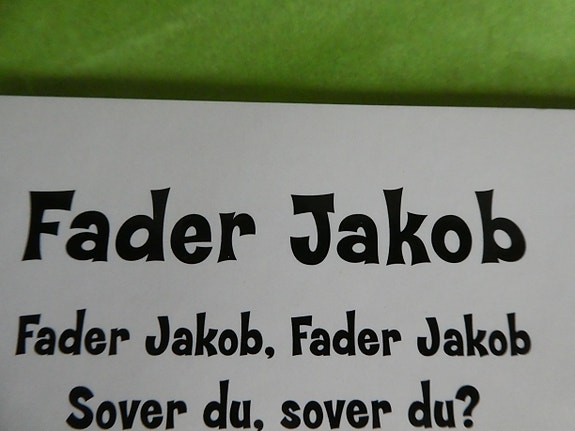 Fader Jakob
Fader Jakob, Fader Jakob
Sover du, sover du?